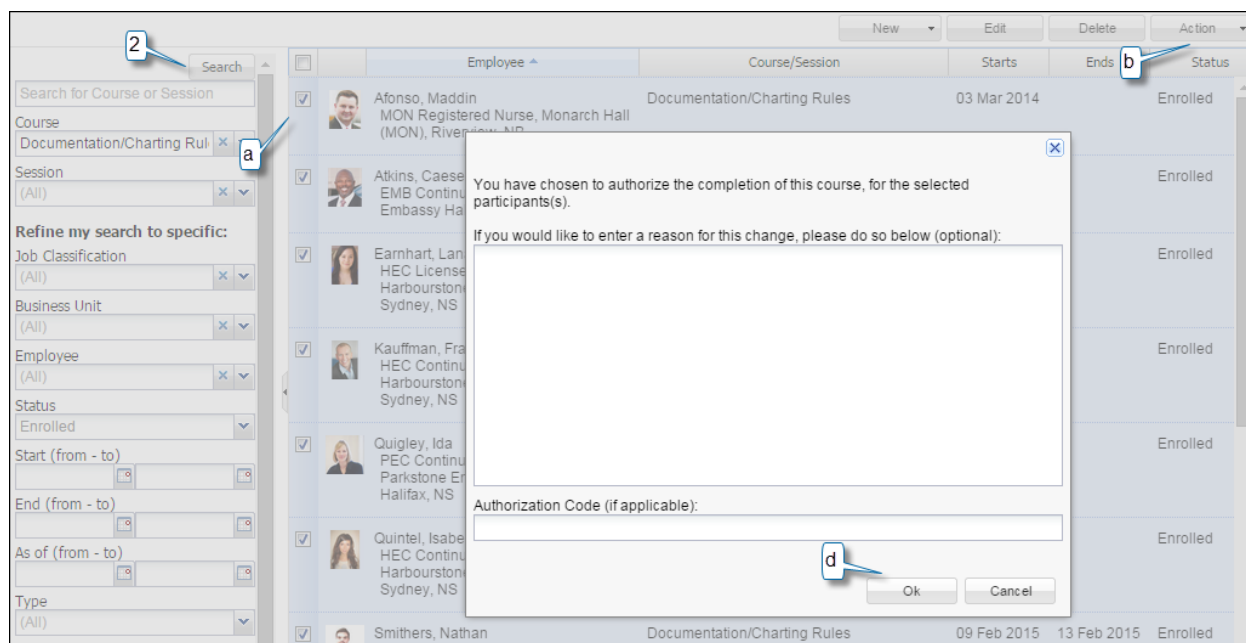 New Edit Delete Action
2
Search
Employee Course/Session Starts Ends b Status
Search for Course or Session
Course
Documentation/Charting Rul
a
Session
(All)
Refine my search to specific:
Job Classification
(All)
Business Unit
(All)
Employee
(All)
Status
Enrolled
Start (from - to)
End (from - to)
As of (from - to)
Type
(All)
Afonso, Maddin Documentation/Charting Rules 03 Mar 2014 Enrolled
MON Registered Nurse, Monarch Hall
(MON), Riverview, NB
Atkins, Caese Enrolled
EMB Continu
Embassy Ha
Earnhart, Lan Enrolled
HEC License
Harbourston
Sydney, NS
Kauffman, Fra Enrolled
HEC Continu
Harbourston
Sydney, NS
Quigley, Ida Enrolled
PEC Continu
Parkstone En
Halifax, NS
Quintel, Isabe Enrolled
HEC Continu
Harbourston
Sydney, NS
Smithers, Nathan Documentation/Charting Rules 09 Feb 2015 13 Feb 2015 Enrolled
You have chosen to authorize the completion of this course, for the selected
participants(s).
If you would like to enter a reason for this change, please do so below (optional):
Authorization Code (if applicable):
d
Ok Cancel